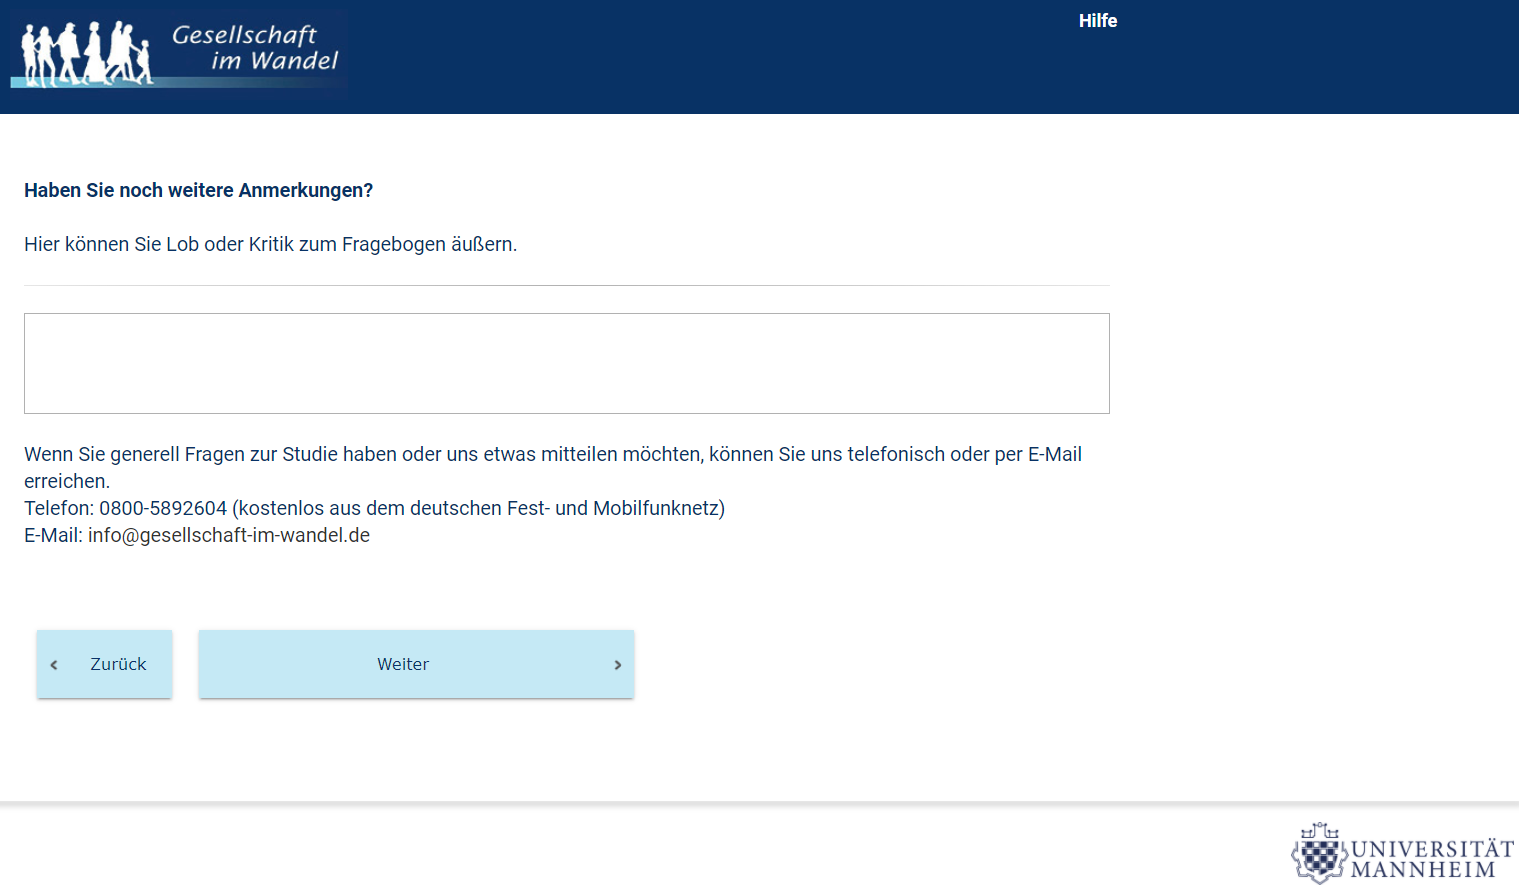 Gesellschaft
im Wandel
Hilfe
Haben Sie noch weitere Anmerkungen?
Hier können Sie Lob oder Kritik zum Fragebogen äußern.
Wenn Sie generell Fragen zur Studie haben oder uns etwas mitteilen möchten, können Sie uns telefonisch oder per E-Mail
erreichen.
Telefon: 0800-5892604 (kostenlos aus dem deutschen Fest- und Mobilfunknetz)
E-Mail: info@gesellschaft-im-wandel.de
Zurück
Weiter
UNIVERSITÄT
MANNHEIM